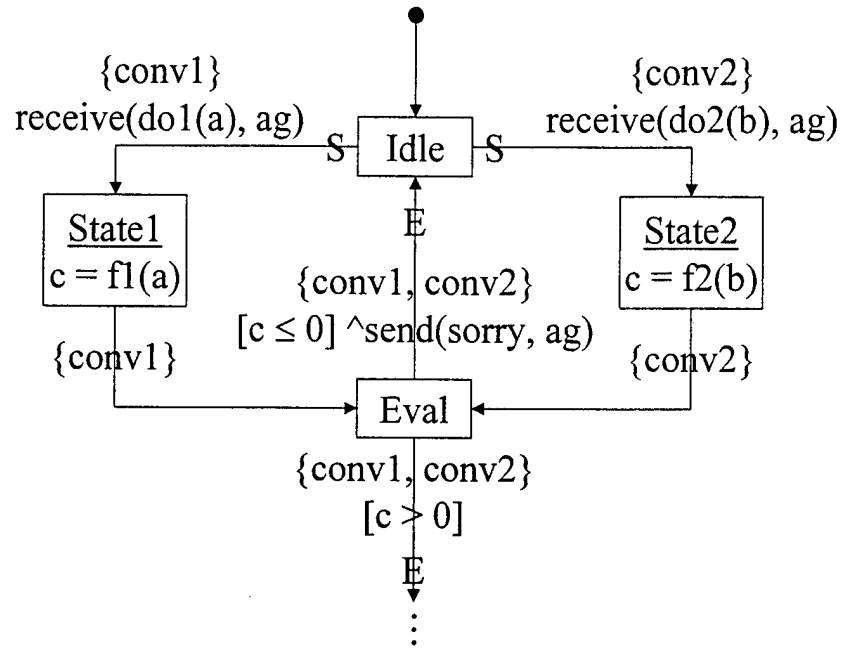 {conv1}
receive(do1(a), ag)
{conv2}
receive(do2(b), ag)
S Idle S
State1
c = f1(a)
E
State2
c = f2(b)
{conv1, conv2}
[c ≤ 0] ^send(sorry, ag)
{conv1}
{conv2}
Eval
{conv1, conv2}
[c > 0]
E
⋮